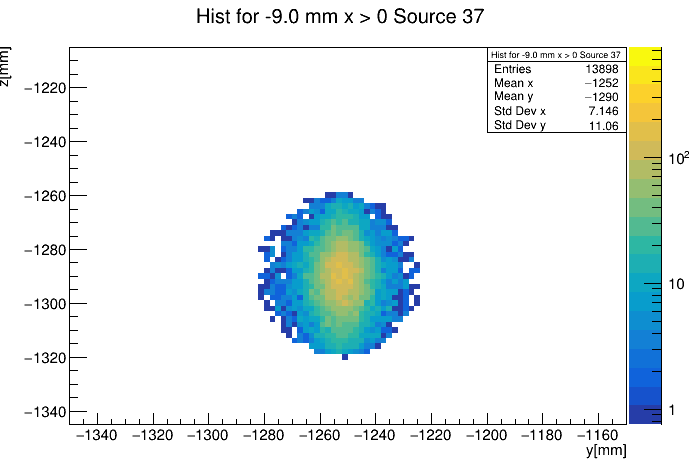 Hist for -9.0 mm x > 0 Source 37
z[mm]
Hist for -9.0 mm x > 0 Source 37
Entries 13898
Mean x −1252
Mean y −1290
Std Dev x 7.146
Std Dev y 11.06
−1220
−1240
−1260
−1280
−1300
−1320
−1340
10²
10
1
−1340 −1320 −1300 −1280 −1260 −1240 −1220 −1200 −1180 −1160
y[mm]